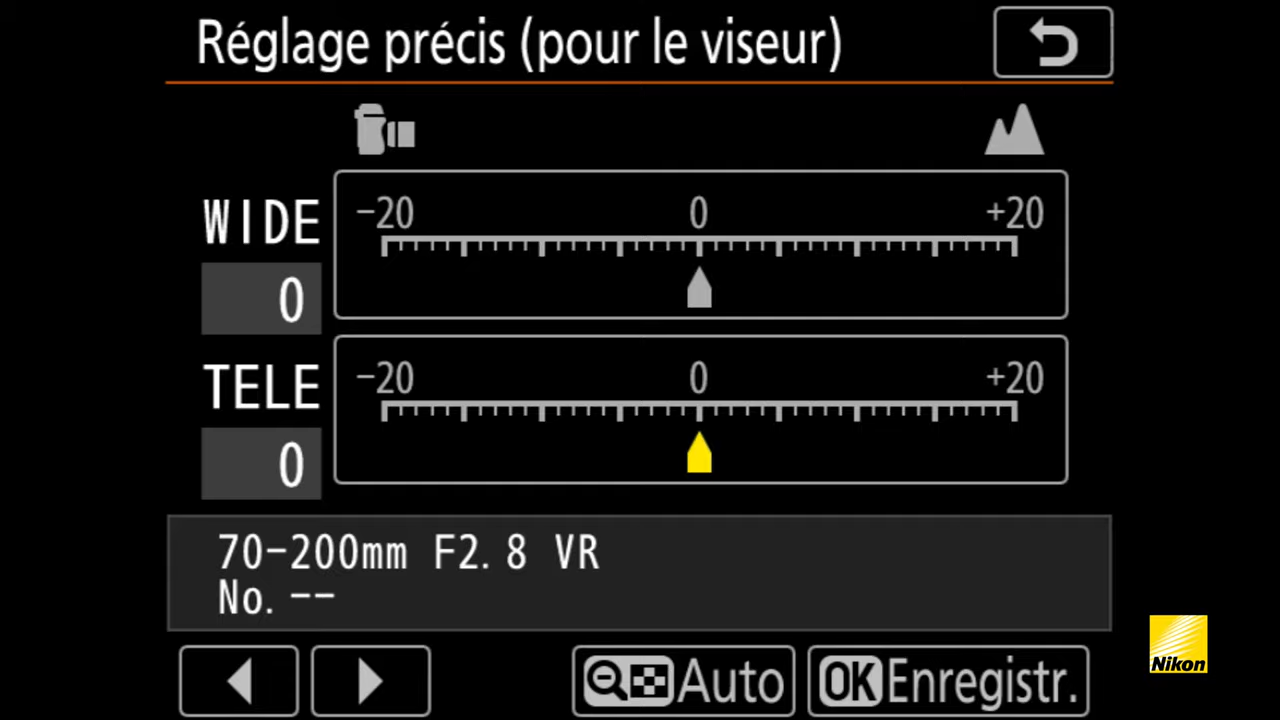 Réglage précis (pour le viseur)
WIDE
-20 0 +20
0
TELE
-20 0 +20
0
70-200mm F2.8 VR
No. --
Auto OK Enregistr.
Nikon